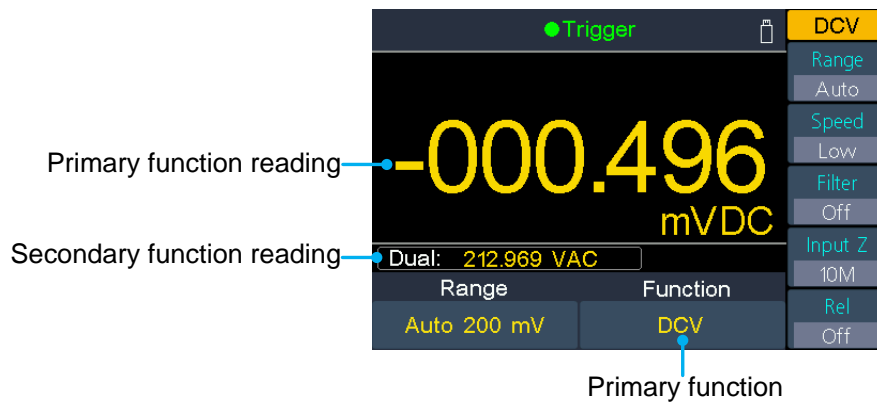 Trigger
DCV
Range
Auto
Speed
Low
Filter
Off
Input Z
10M
Rel
Off
Primary function reading
-000.496
mVDC
Secondary function reading
Dual: 212.969 VAC
Range
Function
Auto 200 mV
DCV
Primary function